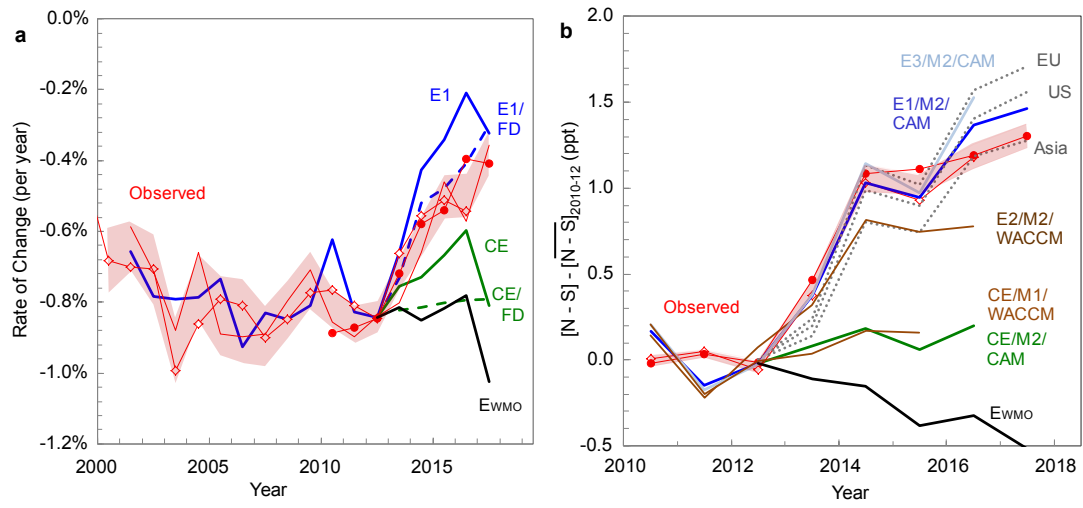 a
0.0%
-0.2%
-0.4%
-0.6%
-0.8%
-1.0%
-1.2%
Rate of Change (per year)
2000
2005
2010
2015
Year
E1
E1/
FD
Observed
CE
CE/
FD
EWMO
b
2.0
1.5
1.0
0.5
0.0
-0.5
[N - S] - [N - S]2010-12 (ppt)
2010
2012
2014
2016
2018
Year
E3/M2/CAM
EU
US
E1/M2/
CAM
Asia
E2/M2/
WACCM
Observed
CE/M1/
WACCM
CE/M2/
CAM
EWMO